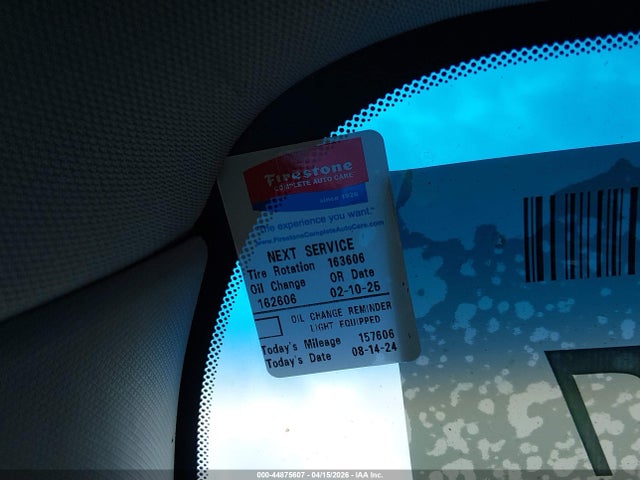 Firestone
COMPLETE AUTO CARE
since 1926
"the experience you want."
www.FirestoneCompleteAutoCare.com
NEXT SERVICE
Tire Rotation 163606
Oil Change OR Date
162606 02-10-25
OIL CHANGE REMINDER
LIGHT EQUIPPED
Today's Mileage 157606
Today's Date 08-14-24
000-44875607 - 04/15/2026 - IAA Inc.